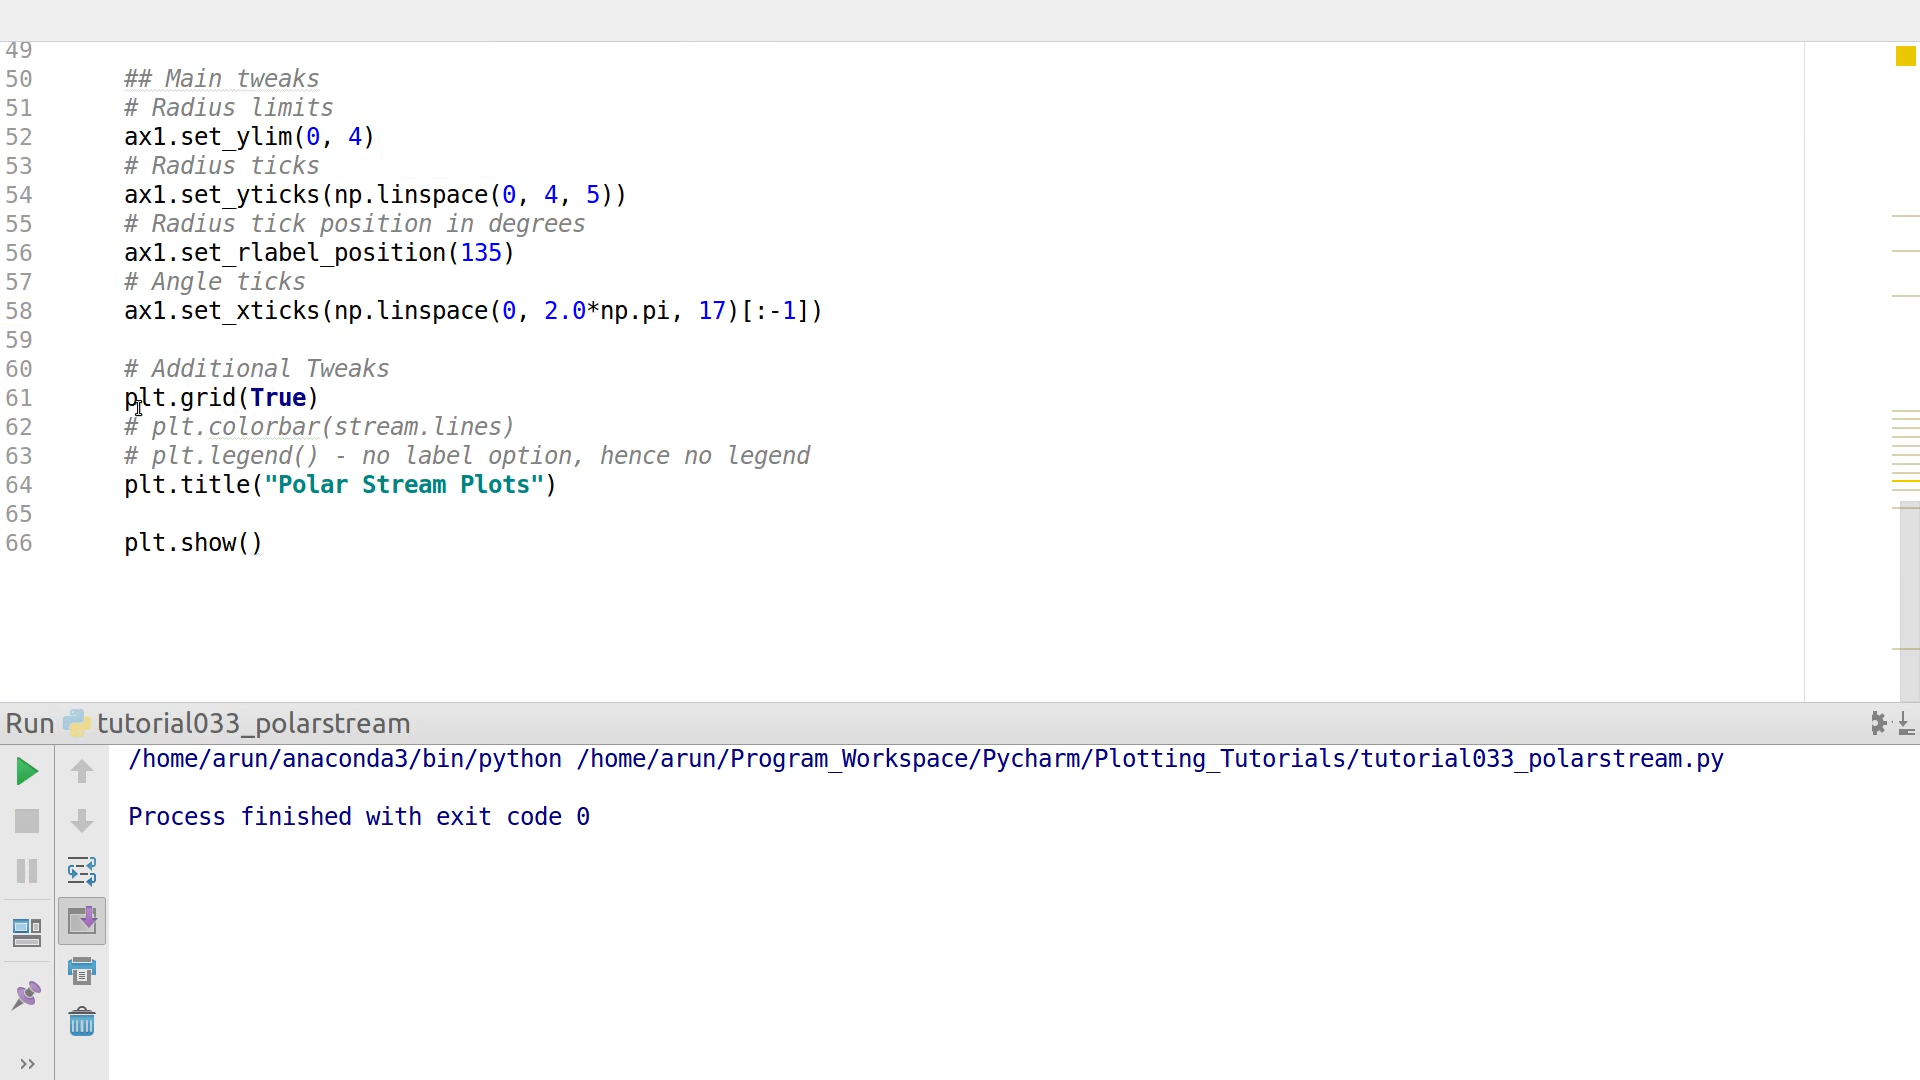 49
50 ## Main tweaks
51 # Radius limits
52 ax1.set_ylim(0, 4)
53 # Radius ticks
54 ax1.set_yticks(np.linspace(0, 4, 5))
55 # Radius tick position in degrees
56 ax1.set_rlabel_position(135)
57 # Angle ticks
58 ax1.set_xticks(np.linspace(0, 2.0*np.pi, 17)[:-1])
59
60 # Additional Tweaks
61 plt.grid(True)
62 # plt.colorbar(stream.lines)
63 # plt.legend() - no label option, hence no legend
64 plt.title("Polar Stream Plots")
65
66 plt.show()
Run tutorial033_polarstream
/home/arun/anaconda3/bin/python /home/arun/Program_Workspace/Pycharm/Plotting_Tutorials/tutorial033_polarstream.py
Process finished with exit code 0